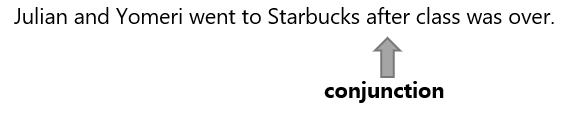 Julian and Yomeri went to Starbucks after class was over.
conjunction